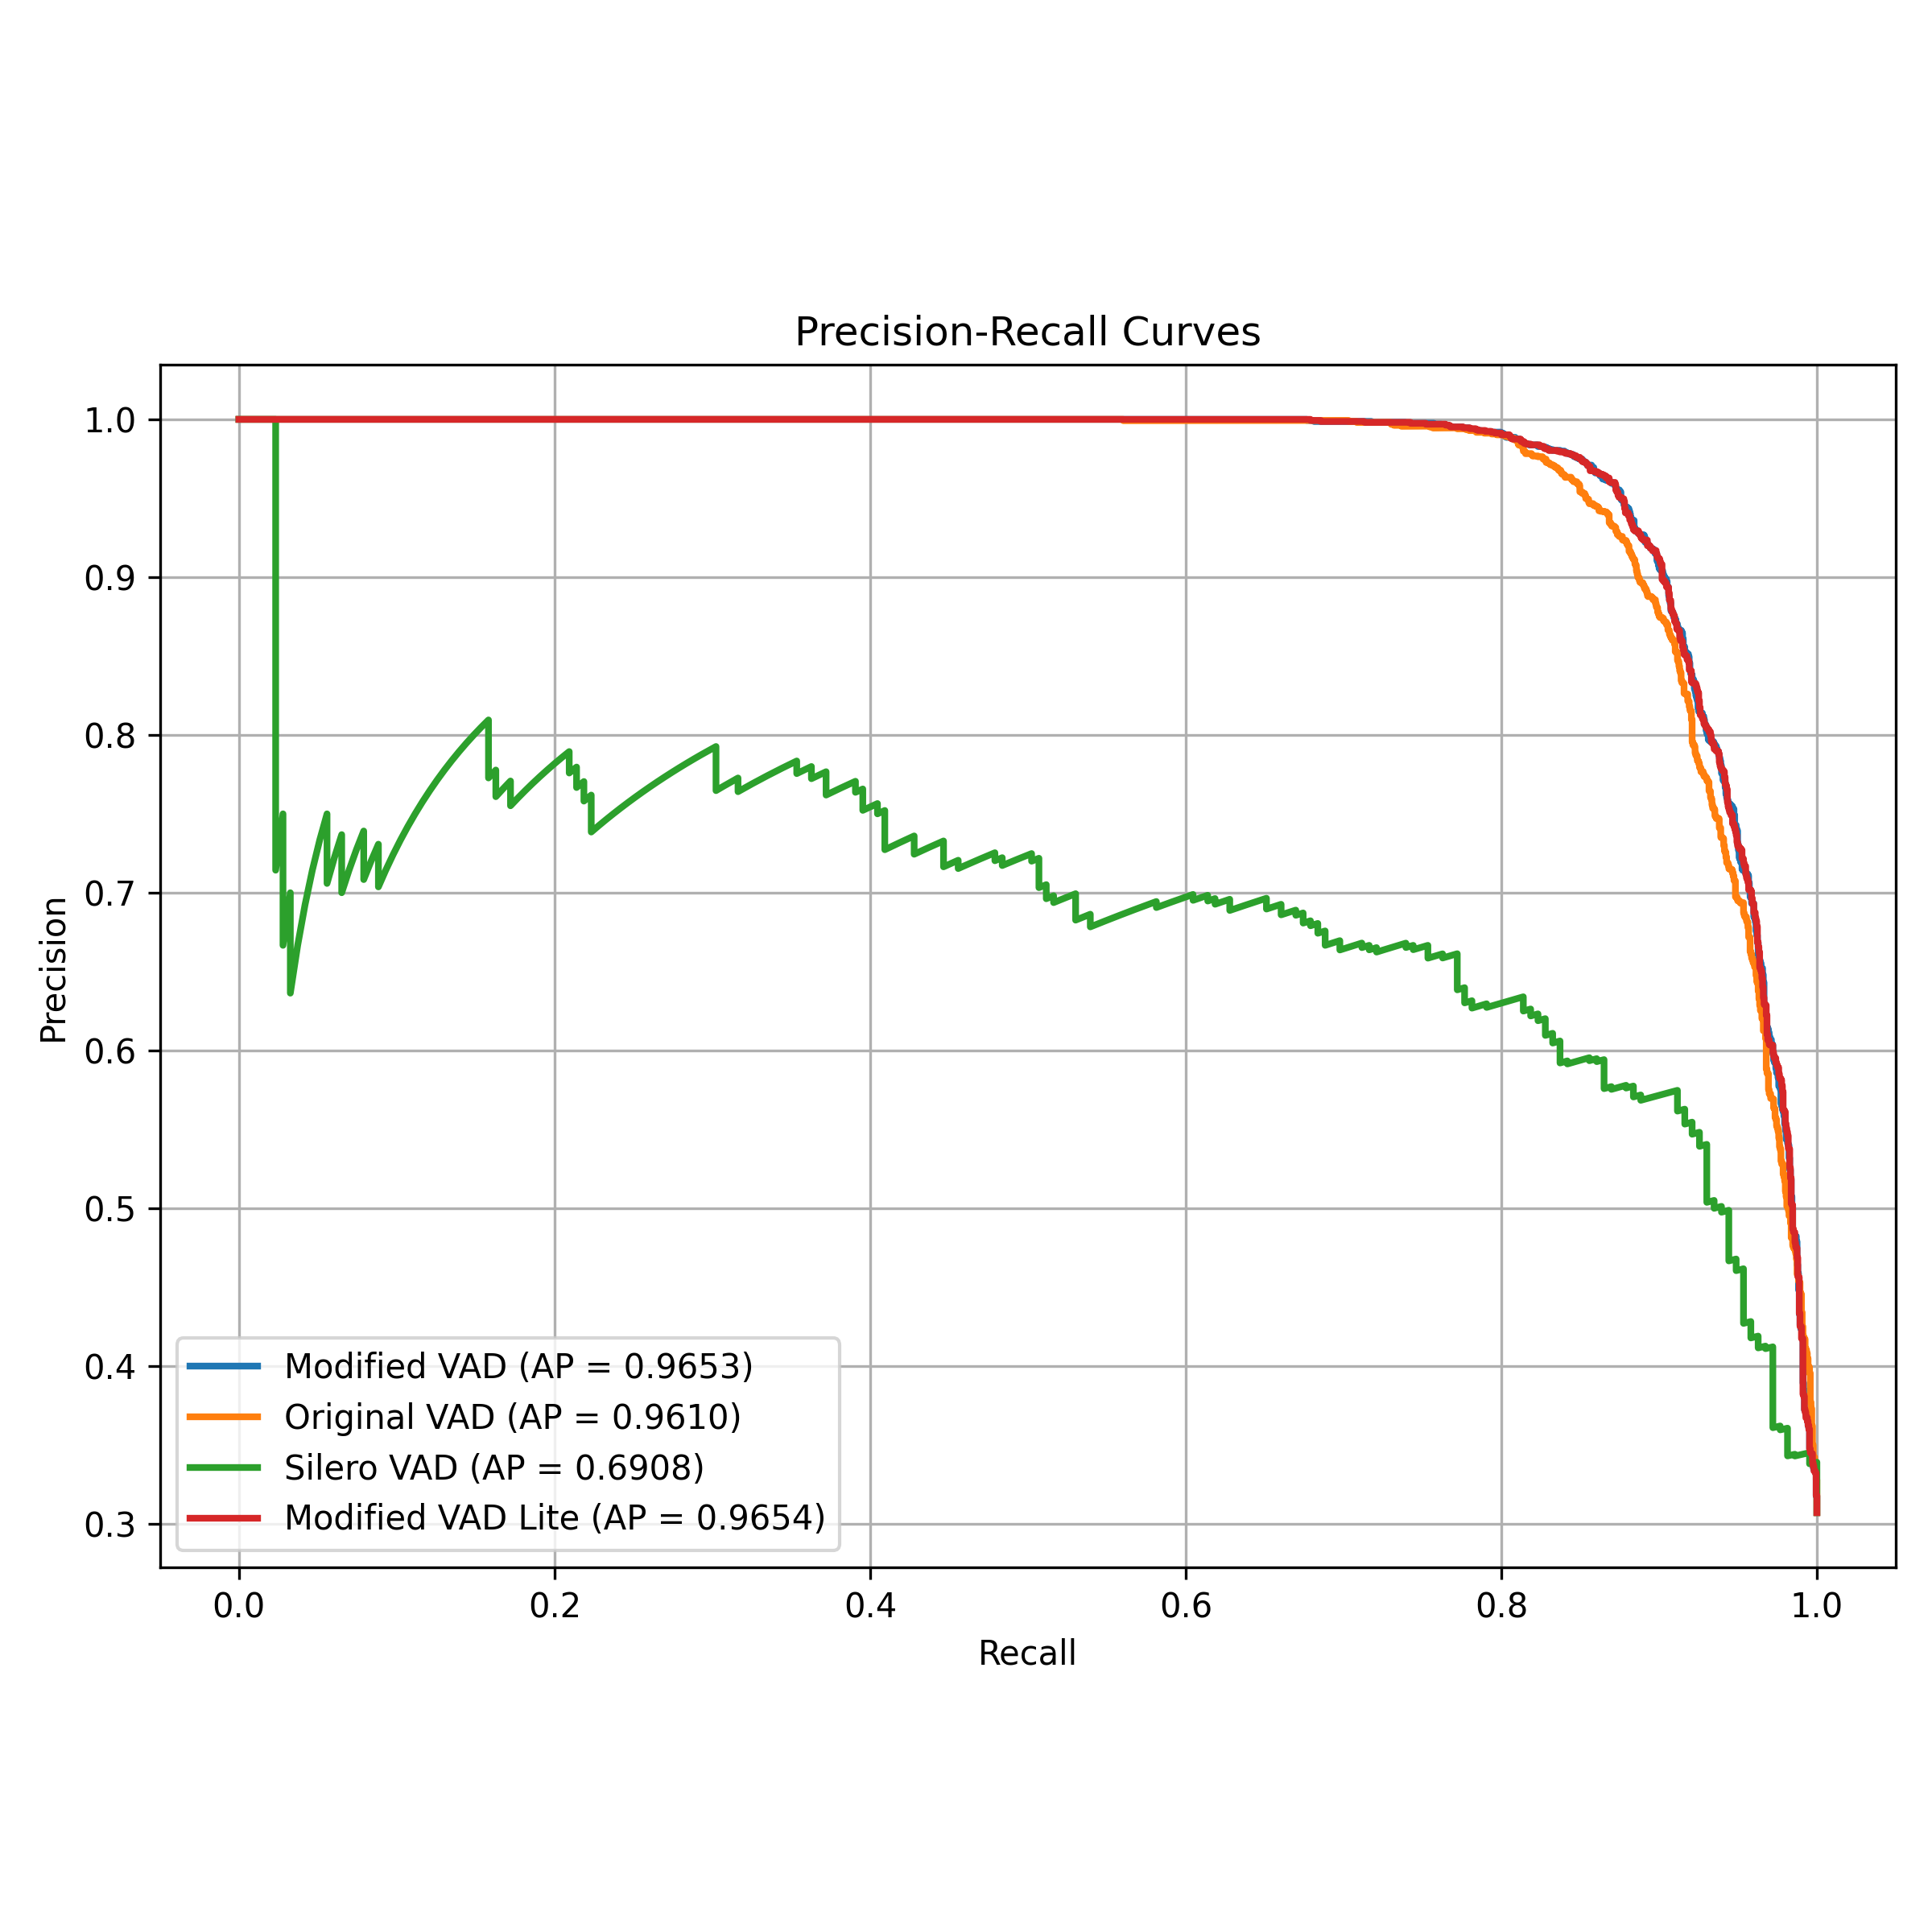 Precision-Recall Curves
1.0
0.9
0.8
0.7
0.6
0.5
0.4
0.3
Precision
Modified VAD (AP = 0.9653)
Original VAD (AP = 0.9610)
Silero VAD (AP = 0.6908)
Modified VAD Lite (AP = 0.9654)
0.0 0.2 0.4 0.6 0.8 1.0
Recall